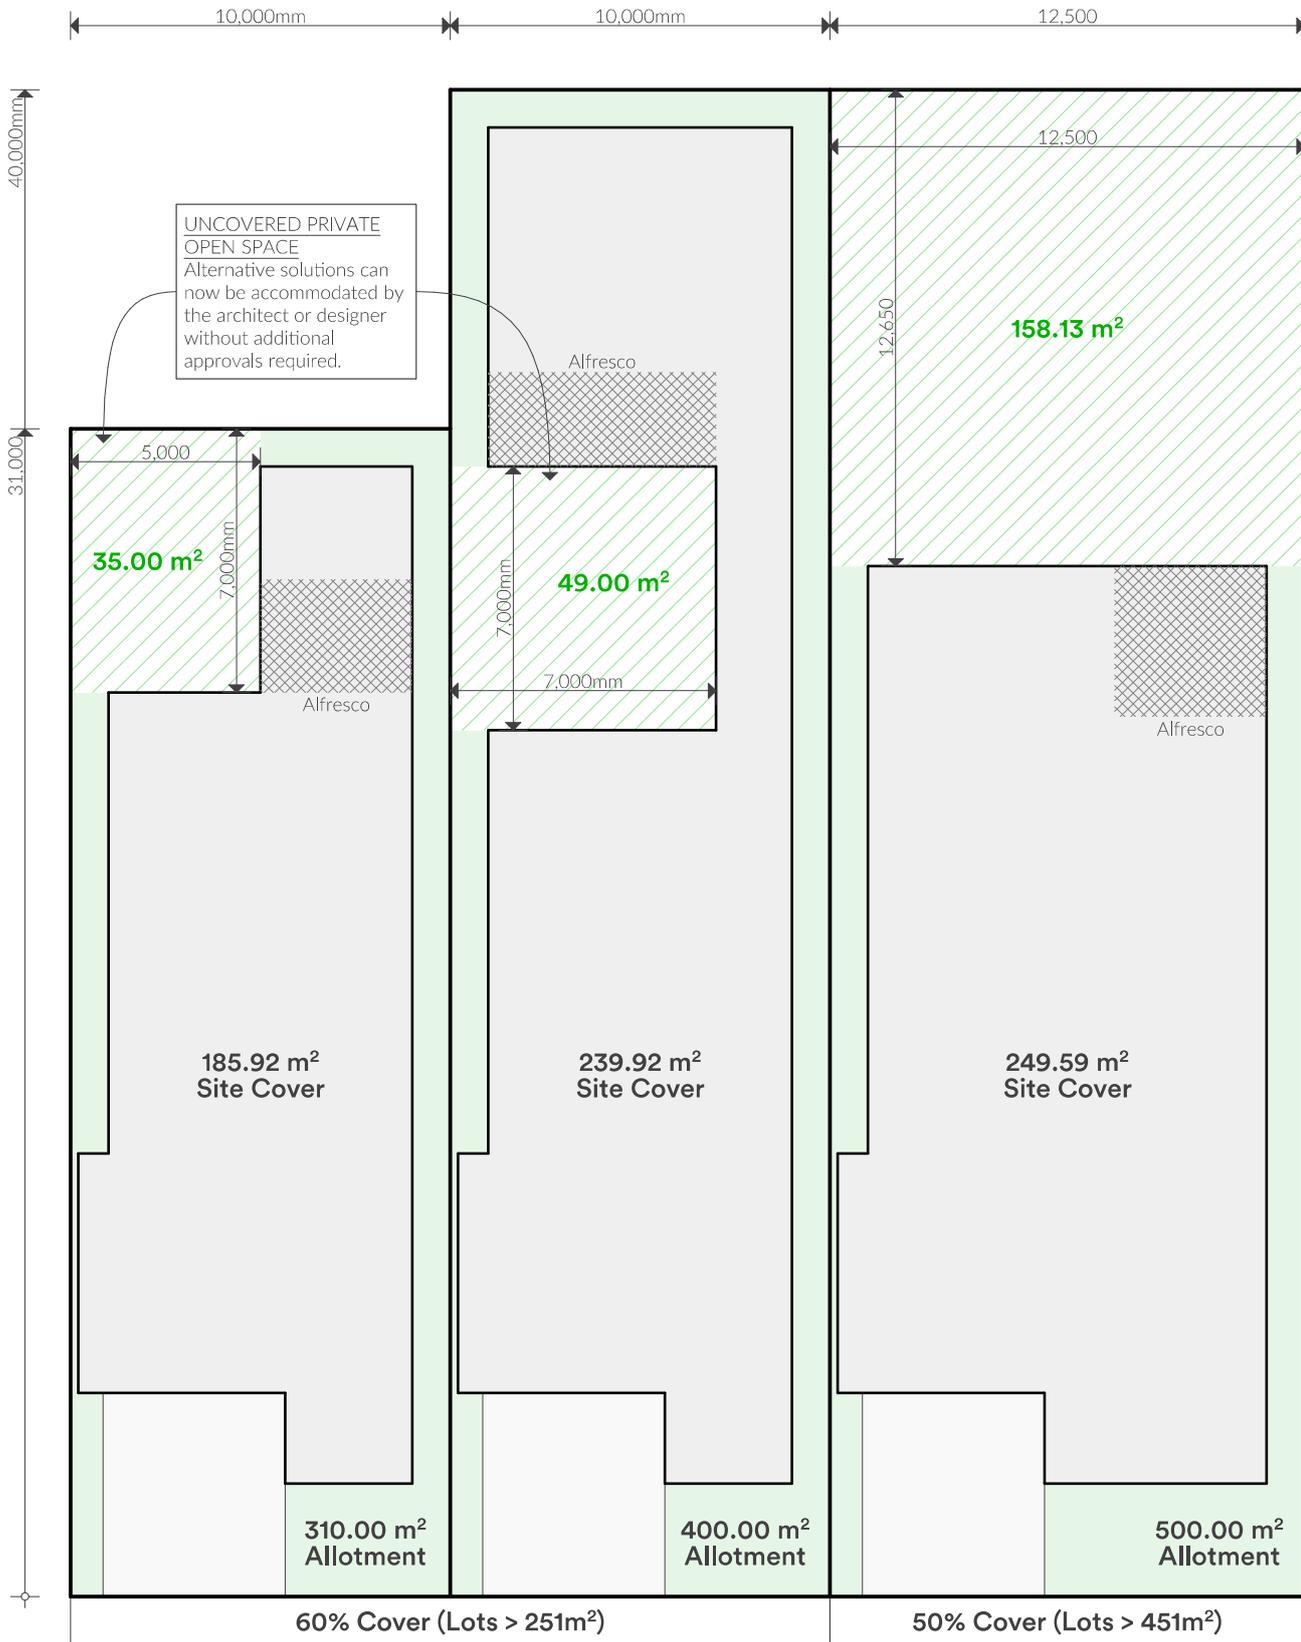 10,000mm
10,000mm
12,500
40,000mm
12,500
UNCOVERED PRIVATE
OPEN SPACE
Alternative solutions can
now be accommodated by
the architect or designer
without additional
approvals required.
12,650
158.13 m²
Alfresco
31,000
5,000
7,000mm
35.00 m²
7,000mm
49.00 m²
7,000mm
Alfresco
Alfresco
185.92 m²
Site Cover
239.92 m²
Site Cover
249.59 m²
Site Cover
310.00 m²
Allotment
400.00 m²
Allotment
500.00 m²
Allotment
60% Cover (Lots > 251m²)
50% Cover (Lots > 451m²)